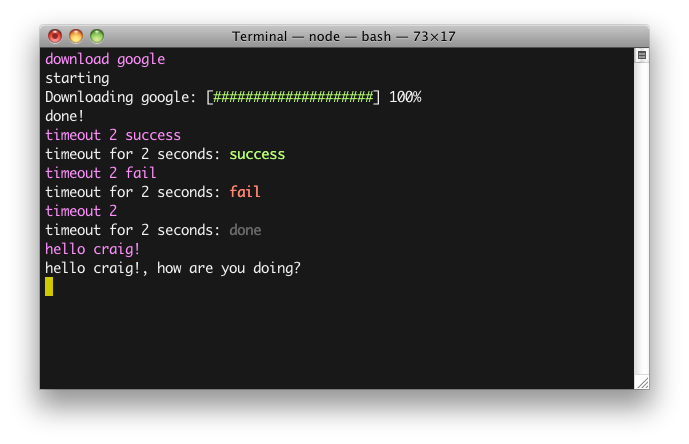 Terminal — node — bash — 73×17
download google
starting
Downloading google: [####################] 100%
done!
timeout 2 success
timeout for 2 seconds: success
timeout 2 fail
timeout for 2 seconds: fail
timeout 2
timeout for 2 seconds: done
hello craig!
hello craig!, how are you doing?